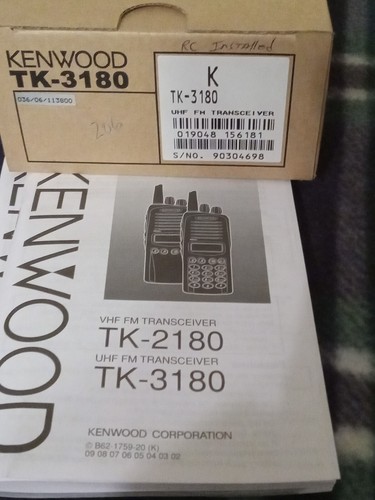 RC Installed
KENWOOD
TK-3180
036/06/113800
K
TK-3180
UHF FM TRANSCEIVER
019048 156181
S/NO. 90304698
KENWOOD
VHF FM TRANSCEIVER
TK-2180
UHF FM TRANSCEIVER
TK-3180
KENWOOD CORPORATION
© B62-1759-20 (K)
09 08 07 06 05 04 03 02